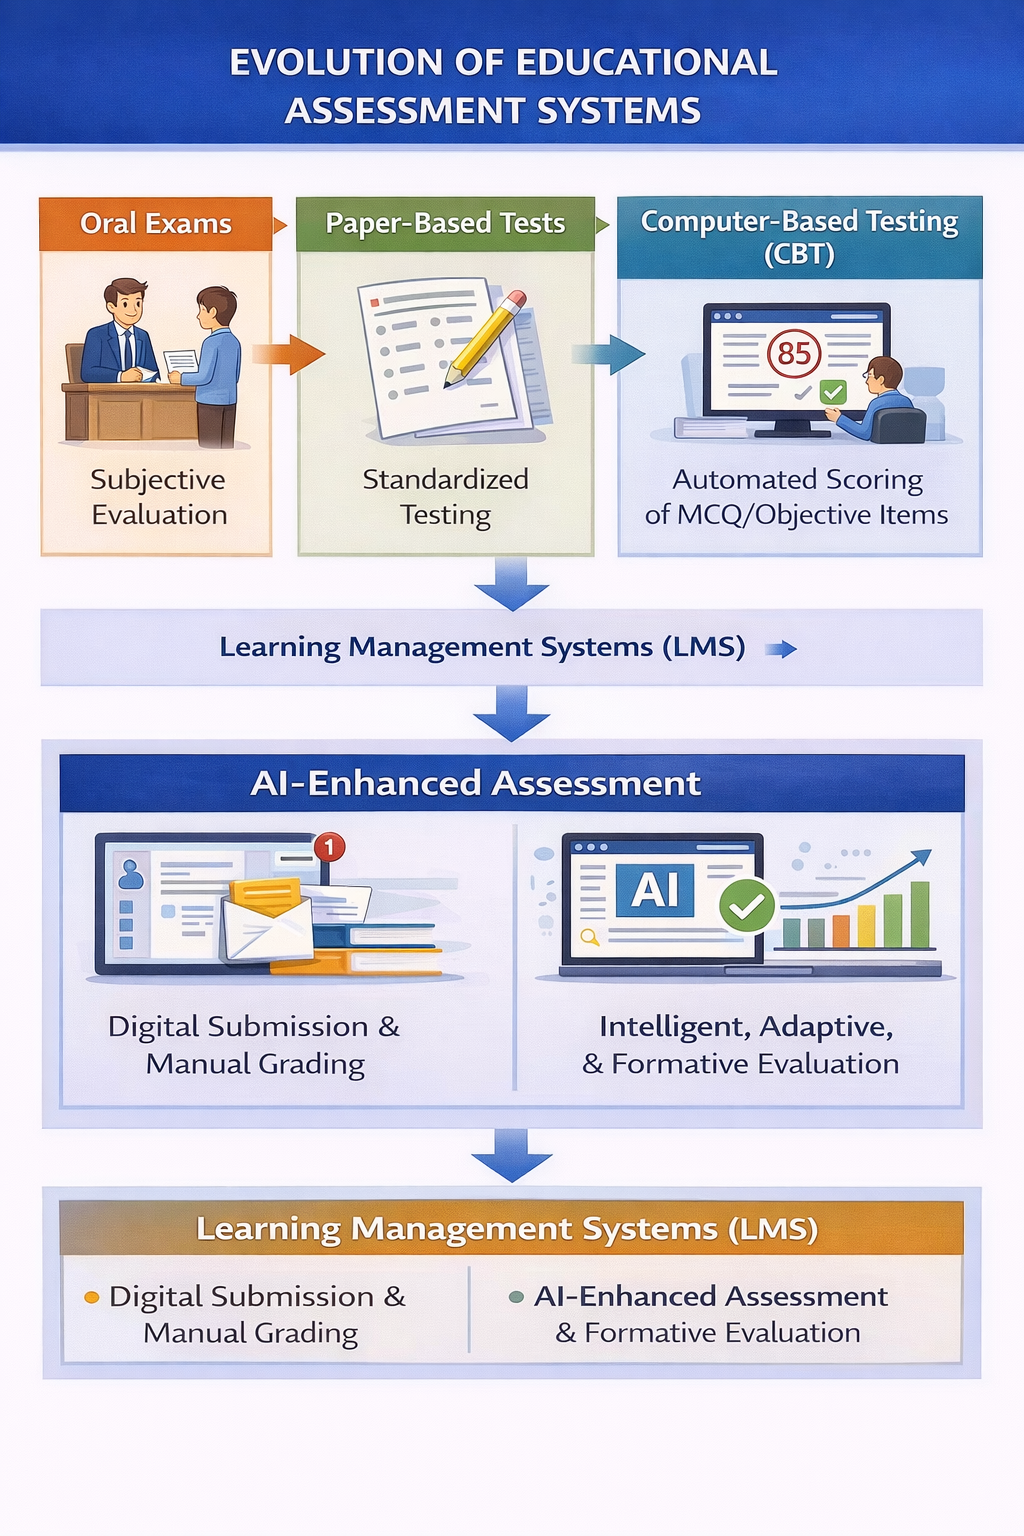 EVOLUTION OF EDUCATIONAL
ASSESSMENT SYSTEMS
Oral Exams
Subjective
Evaluation
Paper-Based Tests
Standardized
Testing
Computer-Based Testing
(CBT)
85
Automated Scoring
of MCQ/Objective Items
Learning Management Systems (LMS)
AI-Enhanced Assessment
1
Digital Submission &
Manual Grading
AI
Intelligent, Adaptive,
& Formative Evaluation
Learning Management Systems (LMS)
• Digital Submission &
Manual Grading
• AI-Enhanced Assessment
& Formative Evaluation